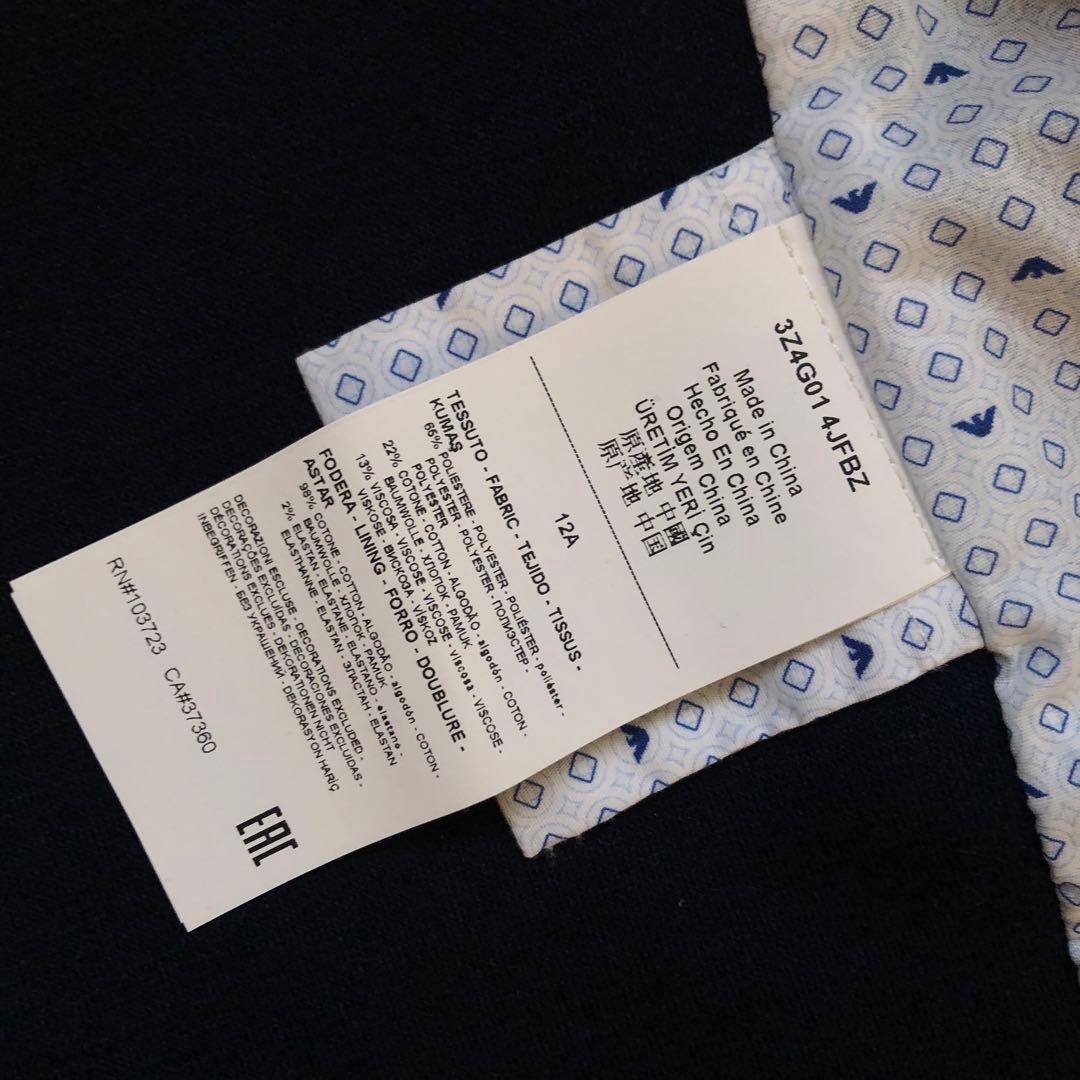 3Z4G01 4JFBZ
Made in China
Fabriqué en Chine
Hecho En China
Origem China
ÜRETİM YERİ Çin
原產地 中國
原产地 中国
12A
TESSUTO - FABRIC - TEJIDO - TISSUS -
KUMAŞ
65% POLIESTERE - POLYESTER - POLIÉSTER - poliéster -
POLYESTER - POLYESTER - ПОЛИЭСТЕР -
POLYESTER
22% COTONE - COTTON - ALGODÃO - algodón - COTON -
BAUMWOLLE - ХЛОПОК - PAMUK
13% VISCOSA - VISCOSE - VISCOSE - viscosa - VISCOSE -
VISKOSE - ВИСКОЗА - VISKOZ
FODERA - LINING - FORRO - DOUBLURE -
ASTAR
98% COTONE - COTTON - ALGODÃO - algodón - COTON -
BAUMWOLLE - ХЛОПОК - PAMUK
2% ELASTAN - ELASTANE - ELASTANO - elastano -
ELASTHANNE - ELASTAN - ЭЛАСТАН - ELASTAN
DECORAZIONI ESCLUSE - DECORATIONS EXCLUDED -
DECORAÇÕES EXCLUÍDAS - DECORACIONES EXCLUIDAS -
DÉCORATIONS EXCLUES - DEKORATIONEN NICHT
INBEGRIFFEN - БЕЗ УКРАШЕНИЙ - DEKORASYON HARİÇ
RN#103723 CA#37360
EAC